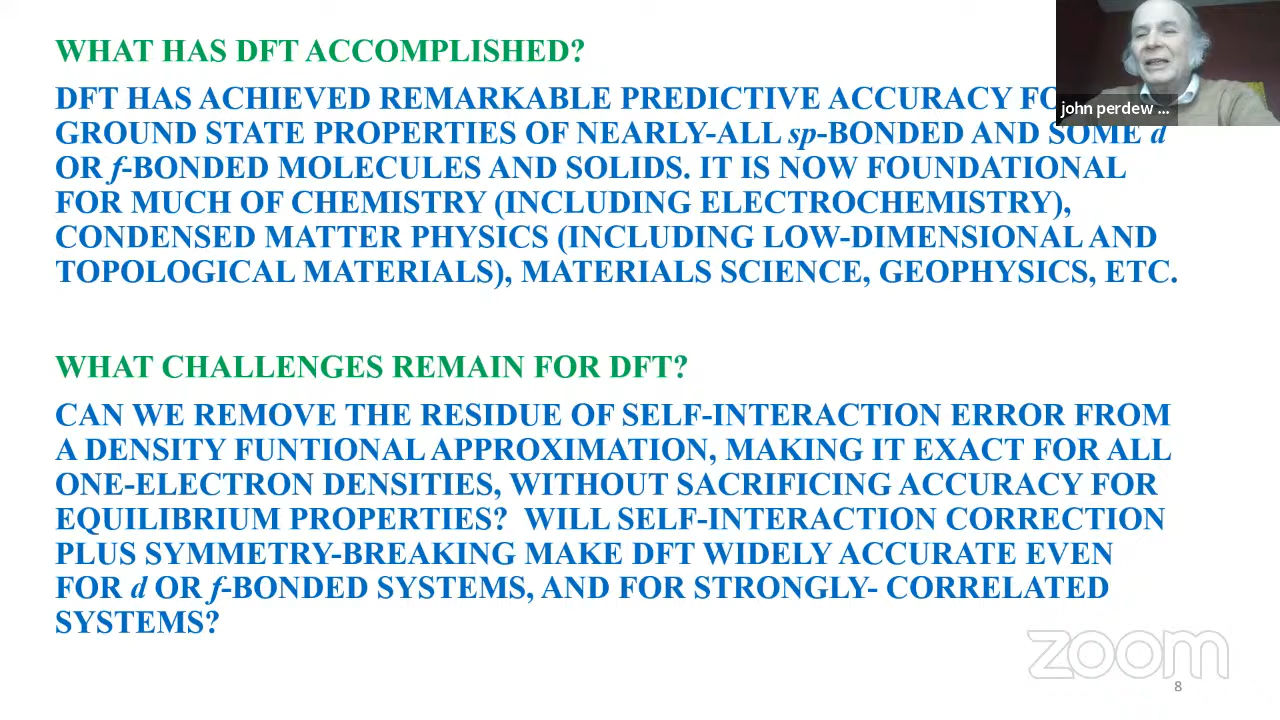 WHAT HAS DFT ACCOMPLISHED?
DFT HAS ACHIEVED REMARKABLE PREDICTIVE ACCURACY
GROUND STATE PROPERTIES OF NEARLY-ALL sp-BONDED AND SOME d
OR f-BONDED MOLECULES AND SOLIDS. IT IS NOW FOUNDATIONAL
FOR MUCH OF CHEMISTRY (INCLUDING ELECTROCHEMISTRY),
CONDENSED MATTER PHYSICS (INCLUDING LOW-DIMENSIONAL AND
TOPOLOGICAL MATERIALS), MATERIALS SCIENCE, GEOPHYSICS, ETC.
WHAT CHALLENGES REMAIN FOR DFT?
CAN WE REMOVE THE RESIDUE OF SELF-INTERACTION ERROR FROM
A DENSITY FUNTIONAL APPROXIMATION, MAKING IT EXACT FOR ALL
ONE-ELECTRON DENSITIES, WITHOUT SACRIFICING ACCURACY FOR
EQUILIBRIUM PROPERTIES? WILL SELF-INTERACTION CORRECTION
PLUS SYMMETRY-BREAKING MAKE DFT WIDELY ACCURATE EVEN
FOR d OR f-BONDED SYSTEMS, AND FOR STRONGLY- CORRELATED
SYSTEMS?
john perdew ...
zoom
8